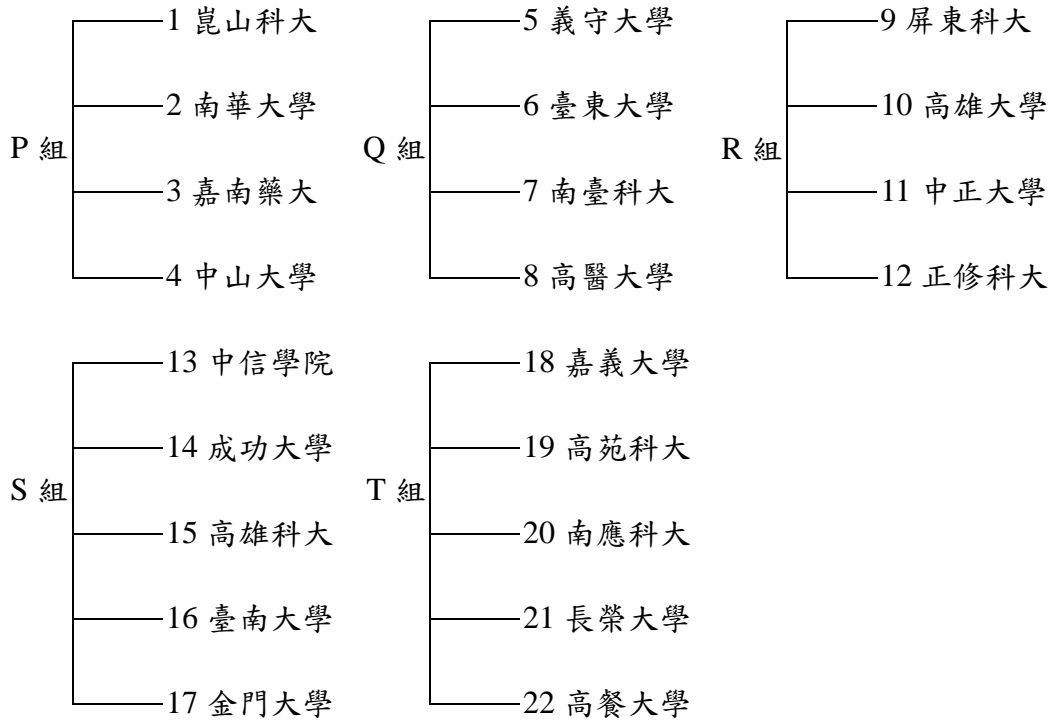 1 崑山科大
2 南華大學
P 組
3 嘉南藥大
4 中山大學
5 義守大學
6 臺東大學
Q 組
7 南臺科大
8 高醫大學
9 屏東科大
10 高雄大學
R 組
11 中正大學
12 正修科大
13 中信學院
14 成功大學
S 組
15 高雄科大
16 臺南大學
17 金門大學
18 嘉義大學
19 高苑科大
T 組
20 南應科大
21 長榮大學
22 高餐大學